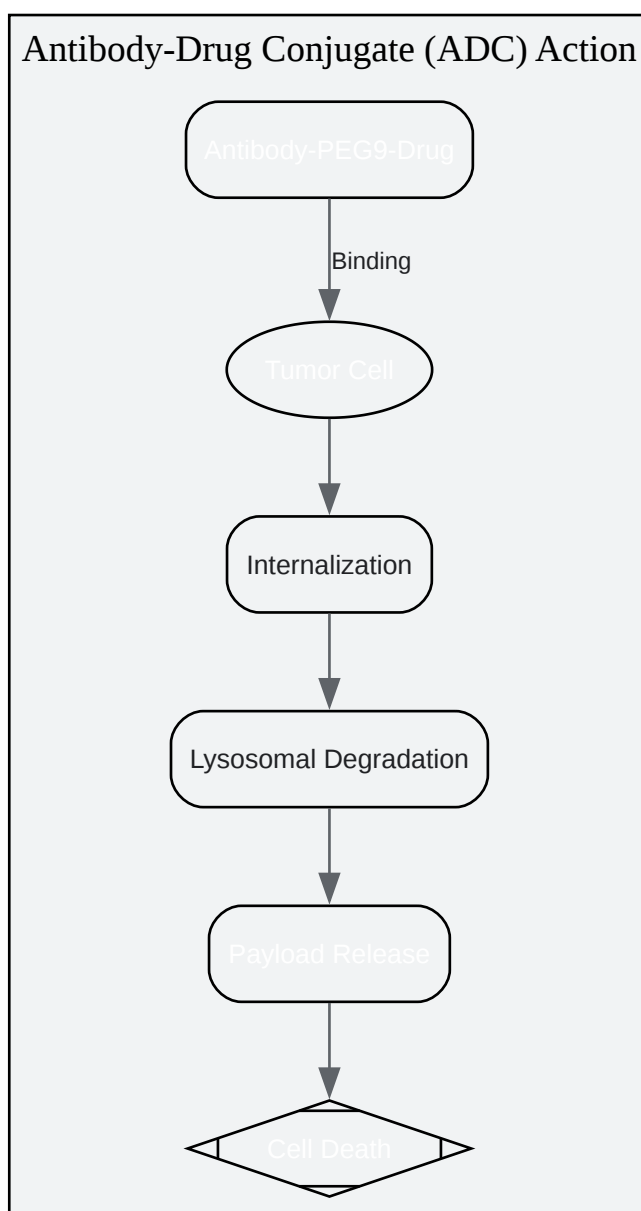 Antibody-Drug Conjugate (ADC) Action
Antibody-PEG9-Drug
Binding
Tumor Cell
Internalization
Lysosomal Degradation
Payload Release
Cell Death